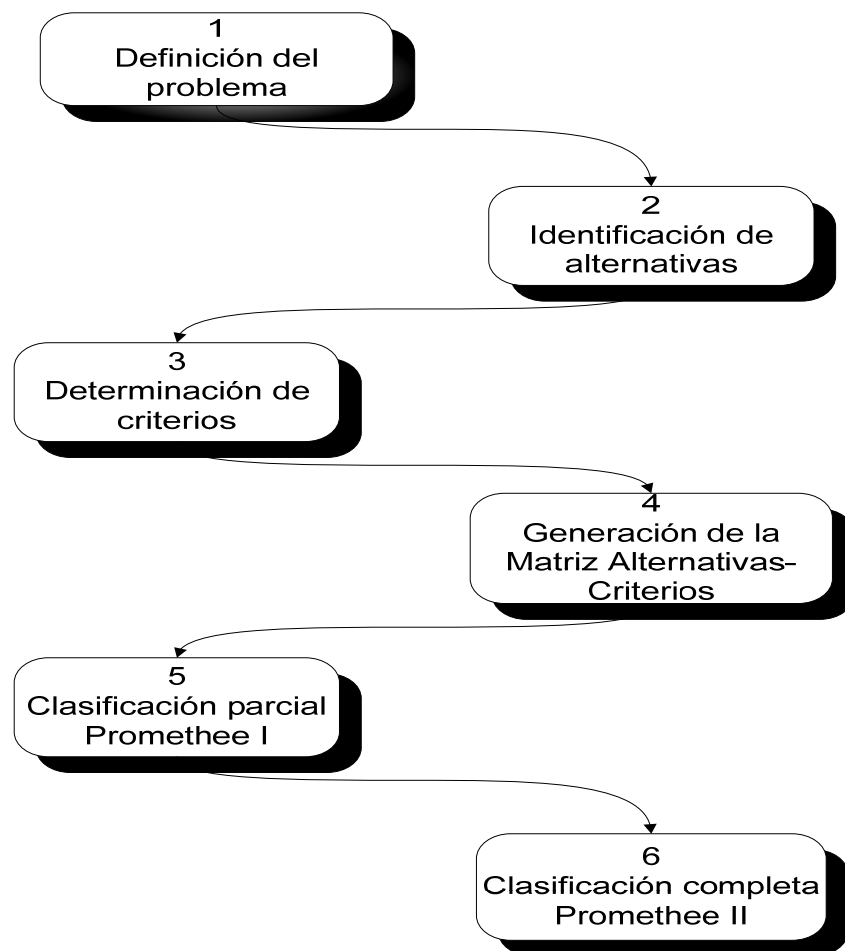 1
Definición del
problema
2
Identificación de
alternativas
3
Determinación de
criterios
4
Generación de la
Matriz Alternativas-
Criterios
5
Clasificación parcial
Promethee I
6
Clasificación completa
Promethee II